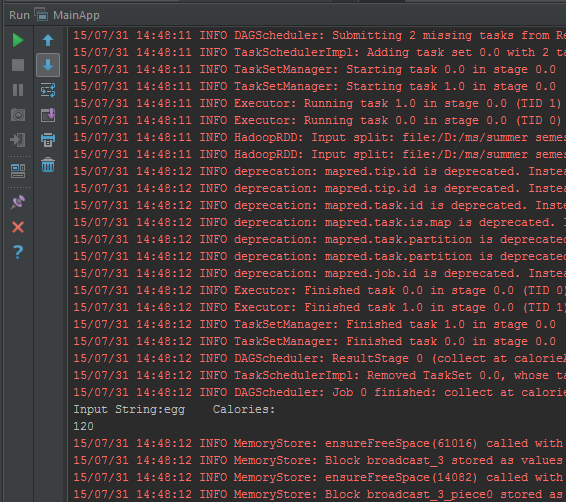 Run MainApp
15/07/31 14:48:11 INFO DAGScheduler: Submitting 2 missing tasks from Re
15/07/31 14:48:11 INFO TaskSchedulerImpl: Adding task set 0.0 with 2 ta
15/07/31 14:48:11 INFO TaskSetManager: Starting task 0.0 in stage 0.0
15/07/31 14:48:11 INFO TaskSetManager: Starting task 1.0 in stage 0.0
15/07/31 14:48:11 INFO Executor: Running task 1.0 in stage 0.0 (TID 1)
15/07/31 14:48:11 INFO Executor: Running task 0.0 in stage 0.0 (TID 0)
15/07/31 14:48:11 INFO HadoopRDD: Input split: file:/D:/ms/summer semes
15/07/31 14:48:11 INFO HadoopRDD: Input split: file:/D:/ms/summer semes
15/07/31 14:48:12 INFO deprecation: mapred.tip.id is deprecated. Instea
15/07/31 14:48:12 INFO deprecation: mapred.tip.id is deprecated. Instea
15/07/31 14:48:12 INFO deprecation: mapred.task.id is deprecated. Inste
15/07/31 14:48:12 INFO deprecation: mapred.task.is.map is deprecated. I
15/07/31 14:48:12 INFO deprecation: mapred.task.partition is deprecated
15/07/31 14:48:12 INFO deprecation: mapred.task.partition is deprecated
15/07/31 14:48:12 INFO deprecation: mapred.job.id is deprecated. Instea
15/07/31 14:48:12 INFO Executor: Finished task 0.0 in stage 0.0 (TID 0)
15/07/31 14:48:12 INFO Executor: Finished task 1.0 in stage 0.0 (TID 1)
15/07/31 14:48:12 INFO TaskSetManager: Finished task 1.0 in stage 0.0
15/07/31 14:48:12 INFO TaskSetManager: Finished task 0.0 in stage 0.0
15/07/31 14:48:12 INFO DAGScheduler: ResultStage 0 (collect at calorieA
15/07/31 14:48:12 INFO TaskSchedulerImpl: Removed TaskSet 0.0, whose ta
15/07/31 14:48:12 INFO DAGScheduler: Job 0 finished: collect at calorie
Input String:egg    Calories:
120
15/07/31 14:48:12 INFO MemoryStore: ensureFreeSpace(61016) called with
15/07/31 14:48:12 INFO MemoryStore: Block broadcast_3 stored as values
15/07/31 14:48:12 INFO MemoryStore: ensureFreeSpace(14082) called with
15/07/31 14:48:12 INFO MemoryStore: Block broadcast_3_piece0 stored as